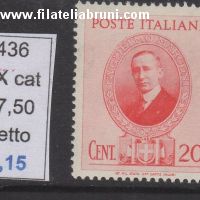 www.filateliabruni.com
436
X cat
7,50
etto
,15
POSTE ITALIANE
CENT. 20